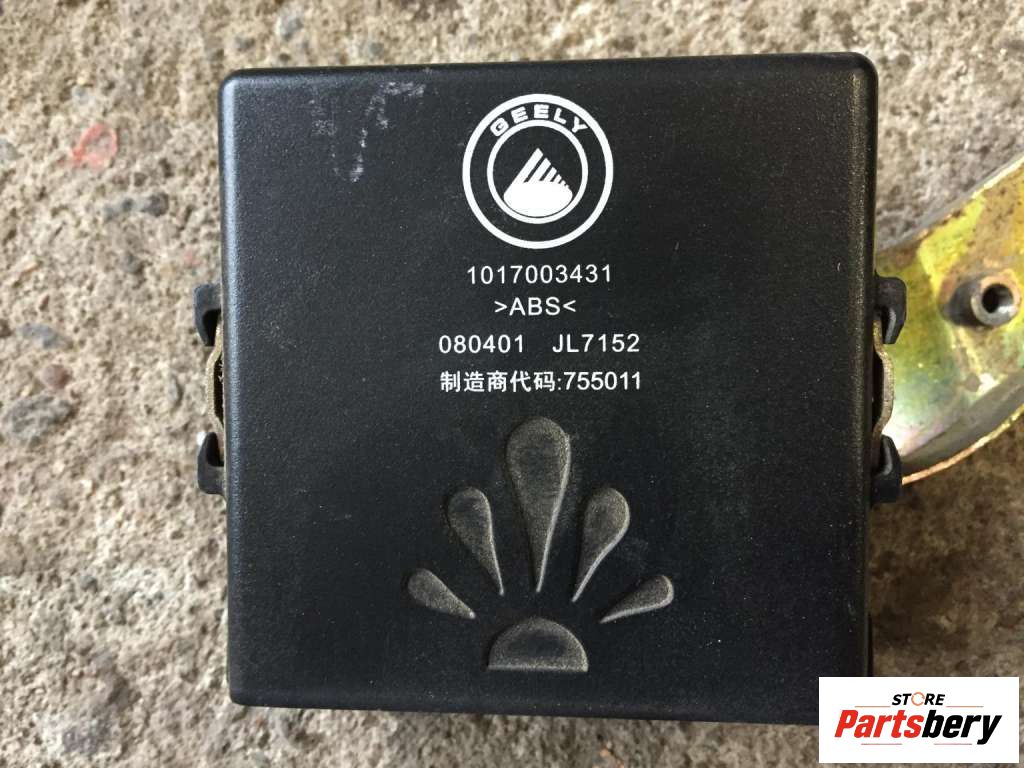 GEELY
1017003431
>ABS<
080401 JL7152
制造商代码:755011
STORE
Partsbery